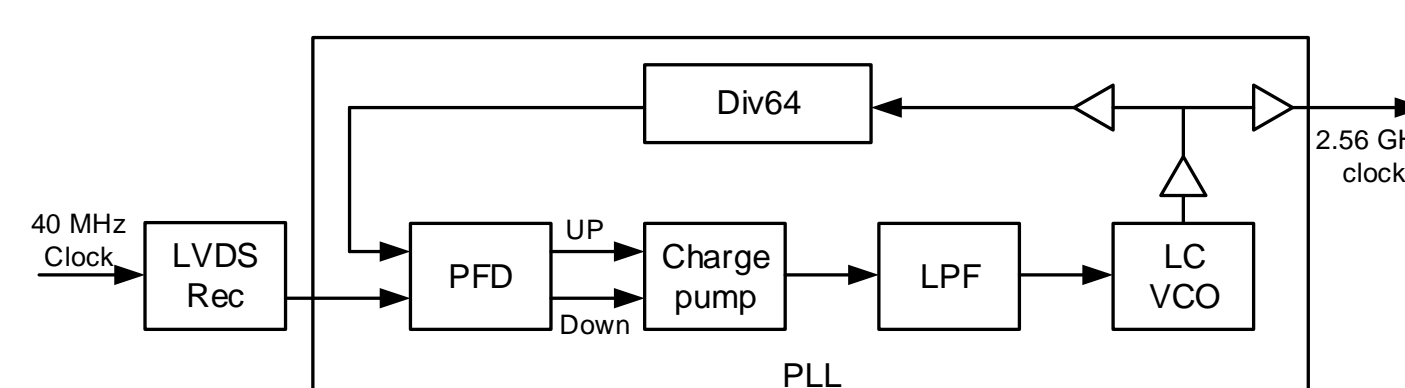 Div64
2.56 GH
clock
40 MHz
Clock
LVDS
Rec
PFD
UP
Down
Charge
pump
LPF
LC
VCO
PLL